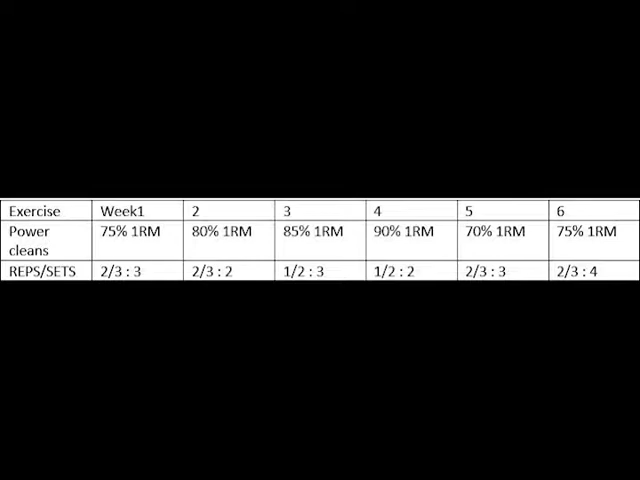 Exercise Week1 2 3 4 5 6
Power cleans 75% 1RM 80% 1RM 85% 1RM 90% 1RM 70% 1RM 75% 1RM
REPS/SETS 2/3 : 3 2/3 : 2 1/2 : 3 1/2 : 2 2/3 : 3 2/3 : 4